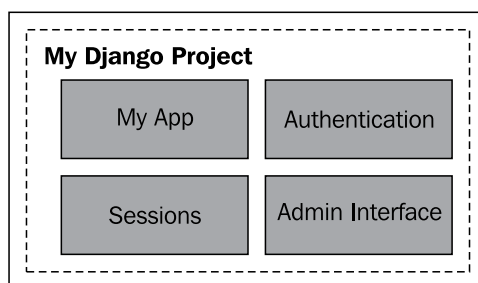 My Django Project
My App
Authentication
Sessions
Admin Interface